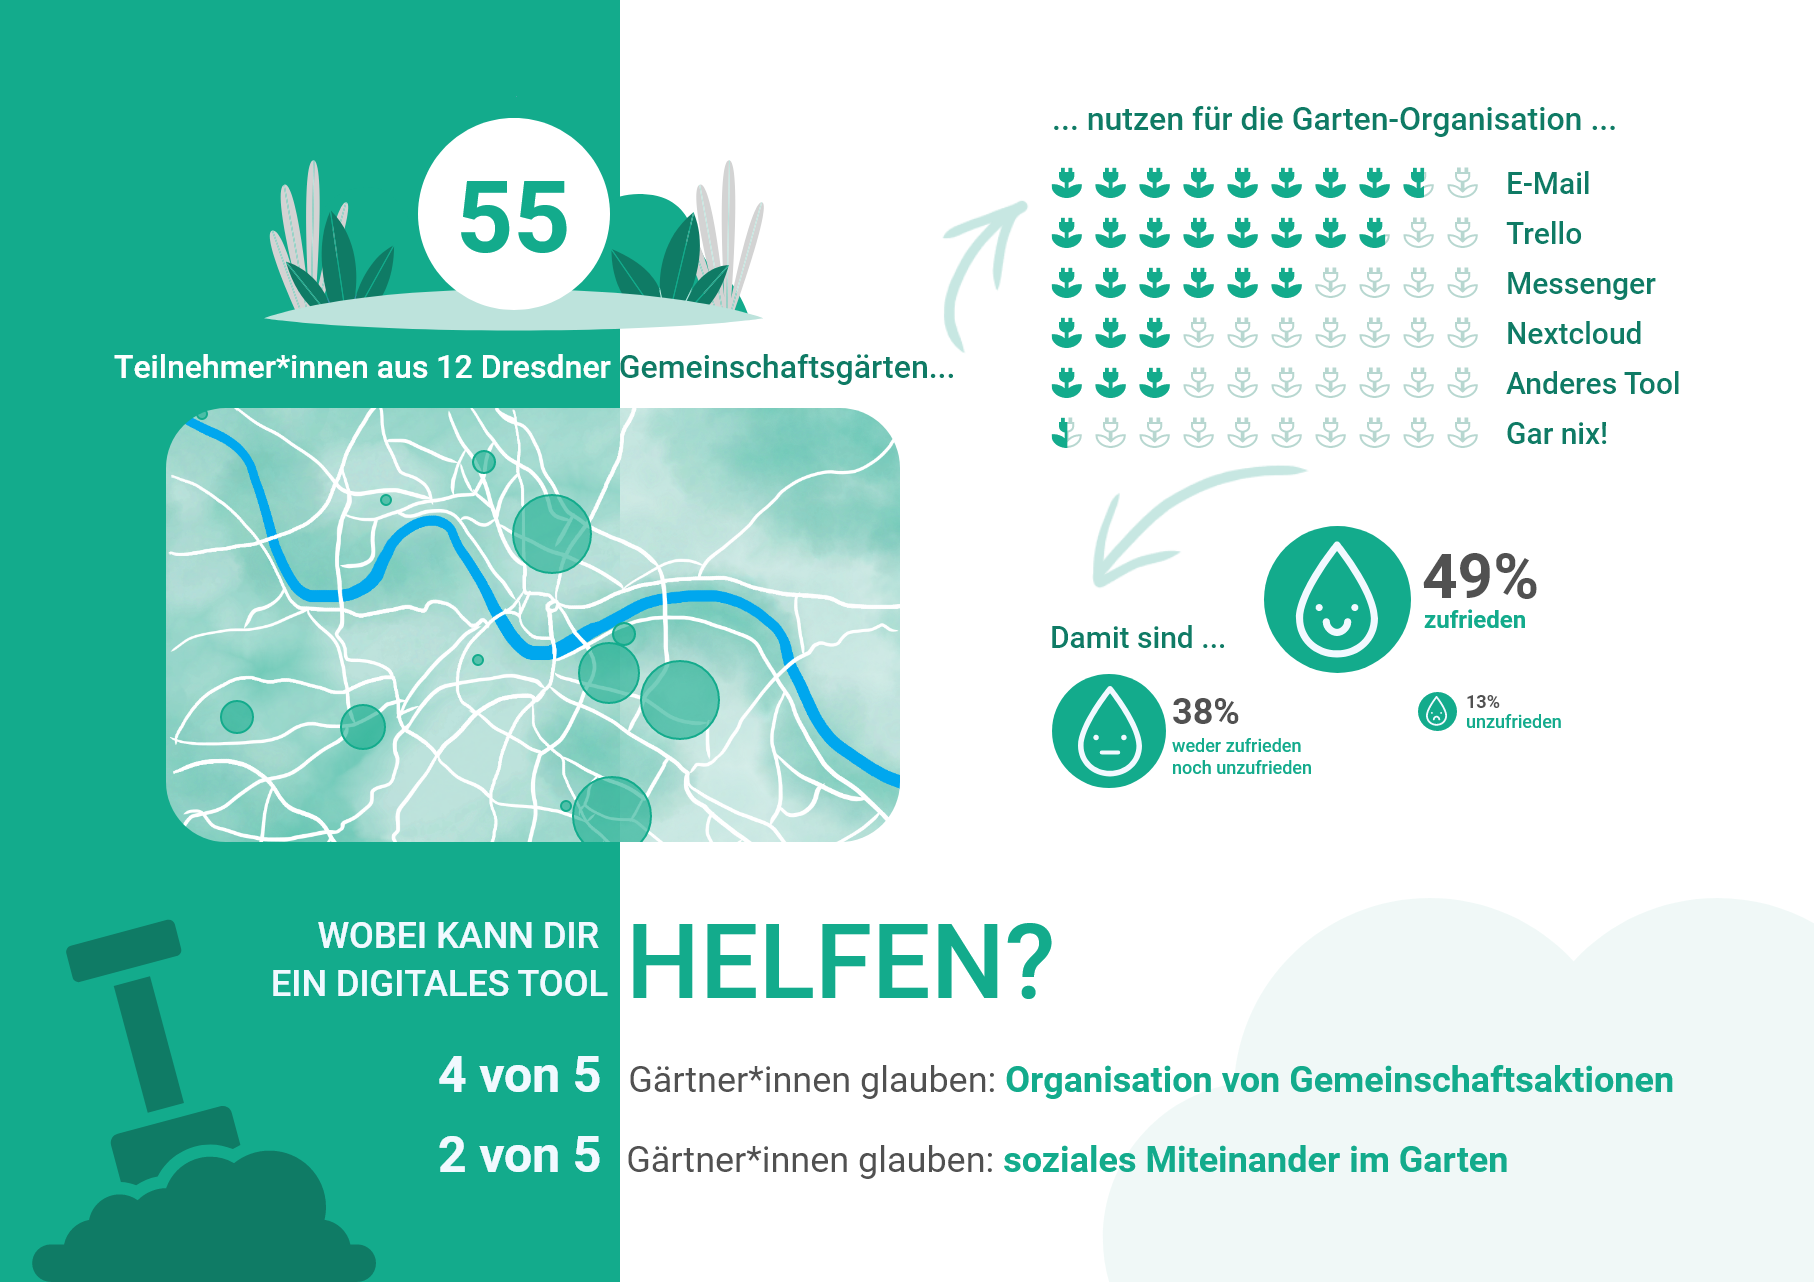 55
Teilnehmer*innen aus 12 Dresdner Gemeinschaftsgärten...
... nutzen für die Garten-Organisation ...
E-Mail
Trello
Messenger
Nextcloud
Anderes Tool
Gar nix!
Damit sind ...
49%
zufrieden
38%
weder zufrieden
noch unzufrieden
13%
unzufrieden
WOBEI KANN DIR
EIN DIGITALES TOOL
HELFEN?
4 von 5 Gärtner*innen glauben: Organisation von Gemeinschaftsaktionen
2 von 5 Gärtner*innen glauben: soziales Miteinander im Garten